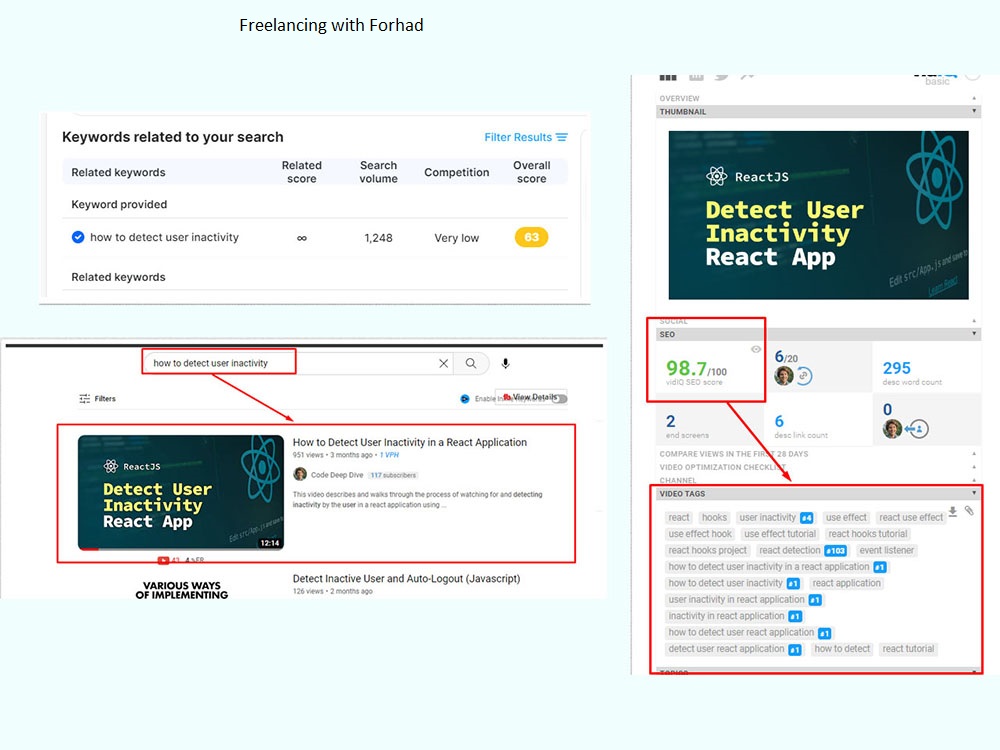 Freelancing with Forhad
Keywords related to your search
Filter Results
Related keywords Related score Search volume Competition Overall score
Keyword provided
how to detect user inactivity ∞ 1,248 Very low 63
Related keywords
how to detect user inactivity
Filters
View Details
ReactJS
Detect User
Inactivity
React App
12:14
How to Detect User Inactivity in a React Application
951 views • 3 months ago • 1 VPH
Code Deep Dive 117 subscribers
This video describes and walks through the process of watching for and detecting
inactivity by the user in a react application using ...
VARIOUS WAYS
OF IMPLEMENTING
Detect Inactive User and Auto-Logout (Javascript)
126 views • 2 months ago
basic
OVERVIEW
THUMBNAIL
ReactJS
Detect User
Inactivity
React App
Edit src/App.js and save to
Learn React
SOCIAL
SEO
98.7/100
vidIQ SEO score
6/20
295
desc word count
2
end screens
6
desc link count
0
COMPARE VIEWS IN THE FIRST 28 DAYS
VIDEO OPTIMIZATION CHECKLIST
CHANNEL
VIDEO TAGS
react hooks user inactivity #4 use effect react use effect
use effect hook use effect tutorial react hooks tutorial
react hooks project react detection #103 event listener
how to detect user inactivity in a react application #1
how to detect user inactivity #1 react application
user inactivity in react application #1
inactivity in react application #1
how to detect user react application #1
detect user react application #1 how to detect react tutorial
TOPICS